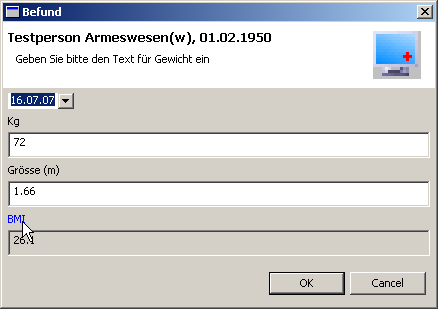 Befund
Testperson Armeswesen(w), 01.02.1950
Geben Sie bitte den Text für Gewicht ein
16.07.07
Kg
72
Grösse (m)
1.66
BMI
26.1
OK
Cancel